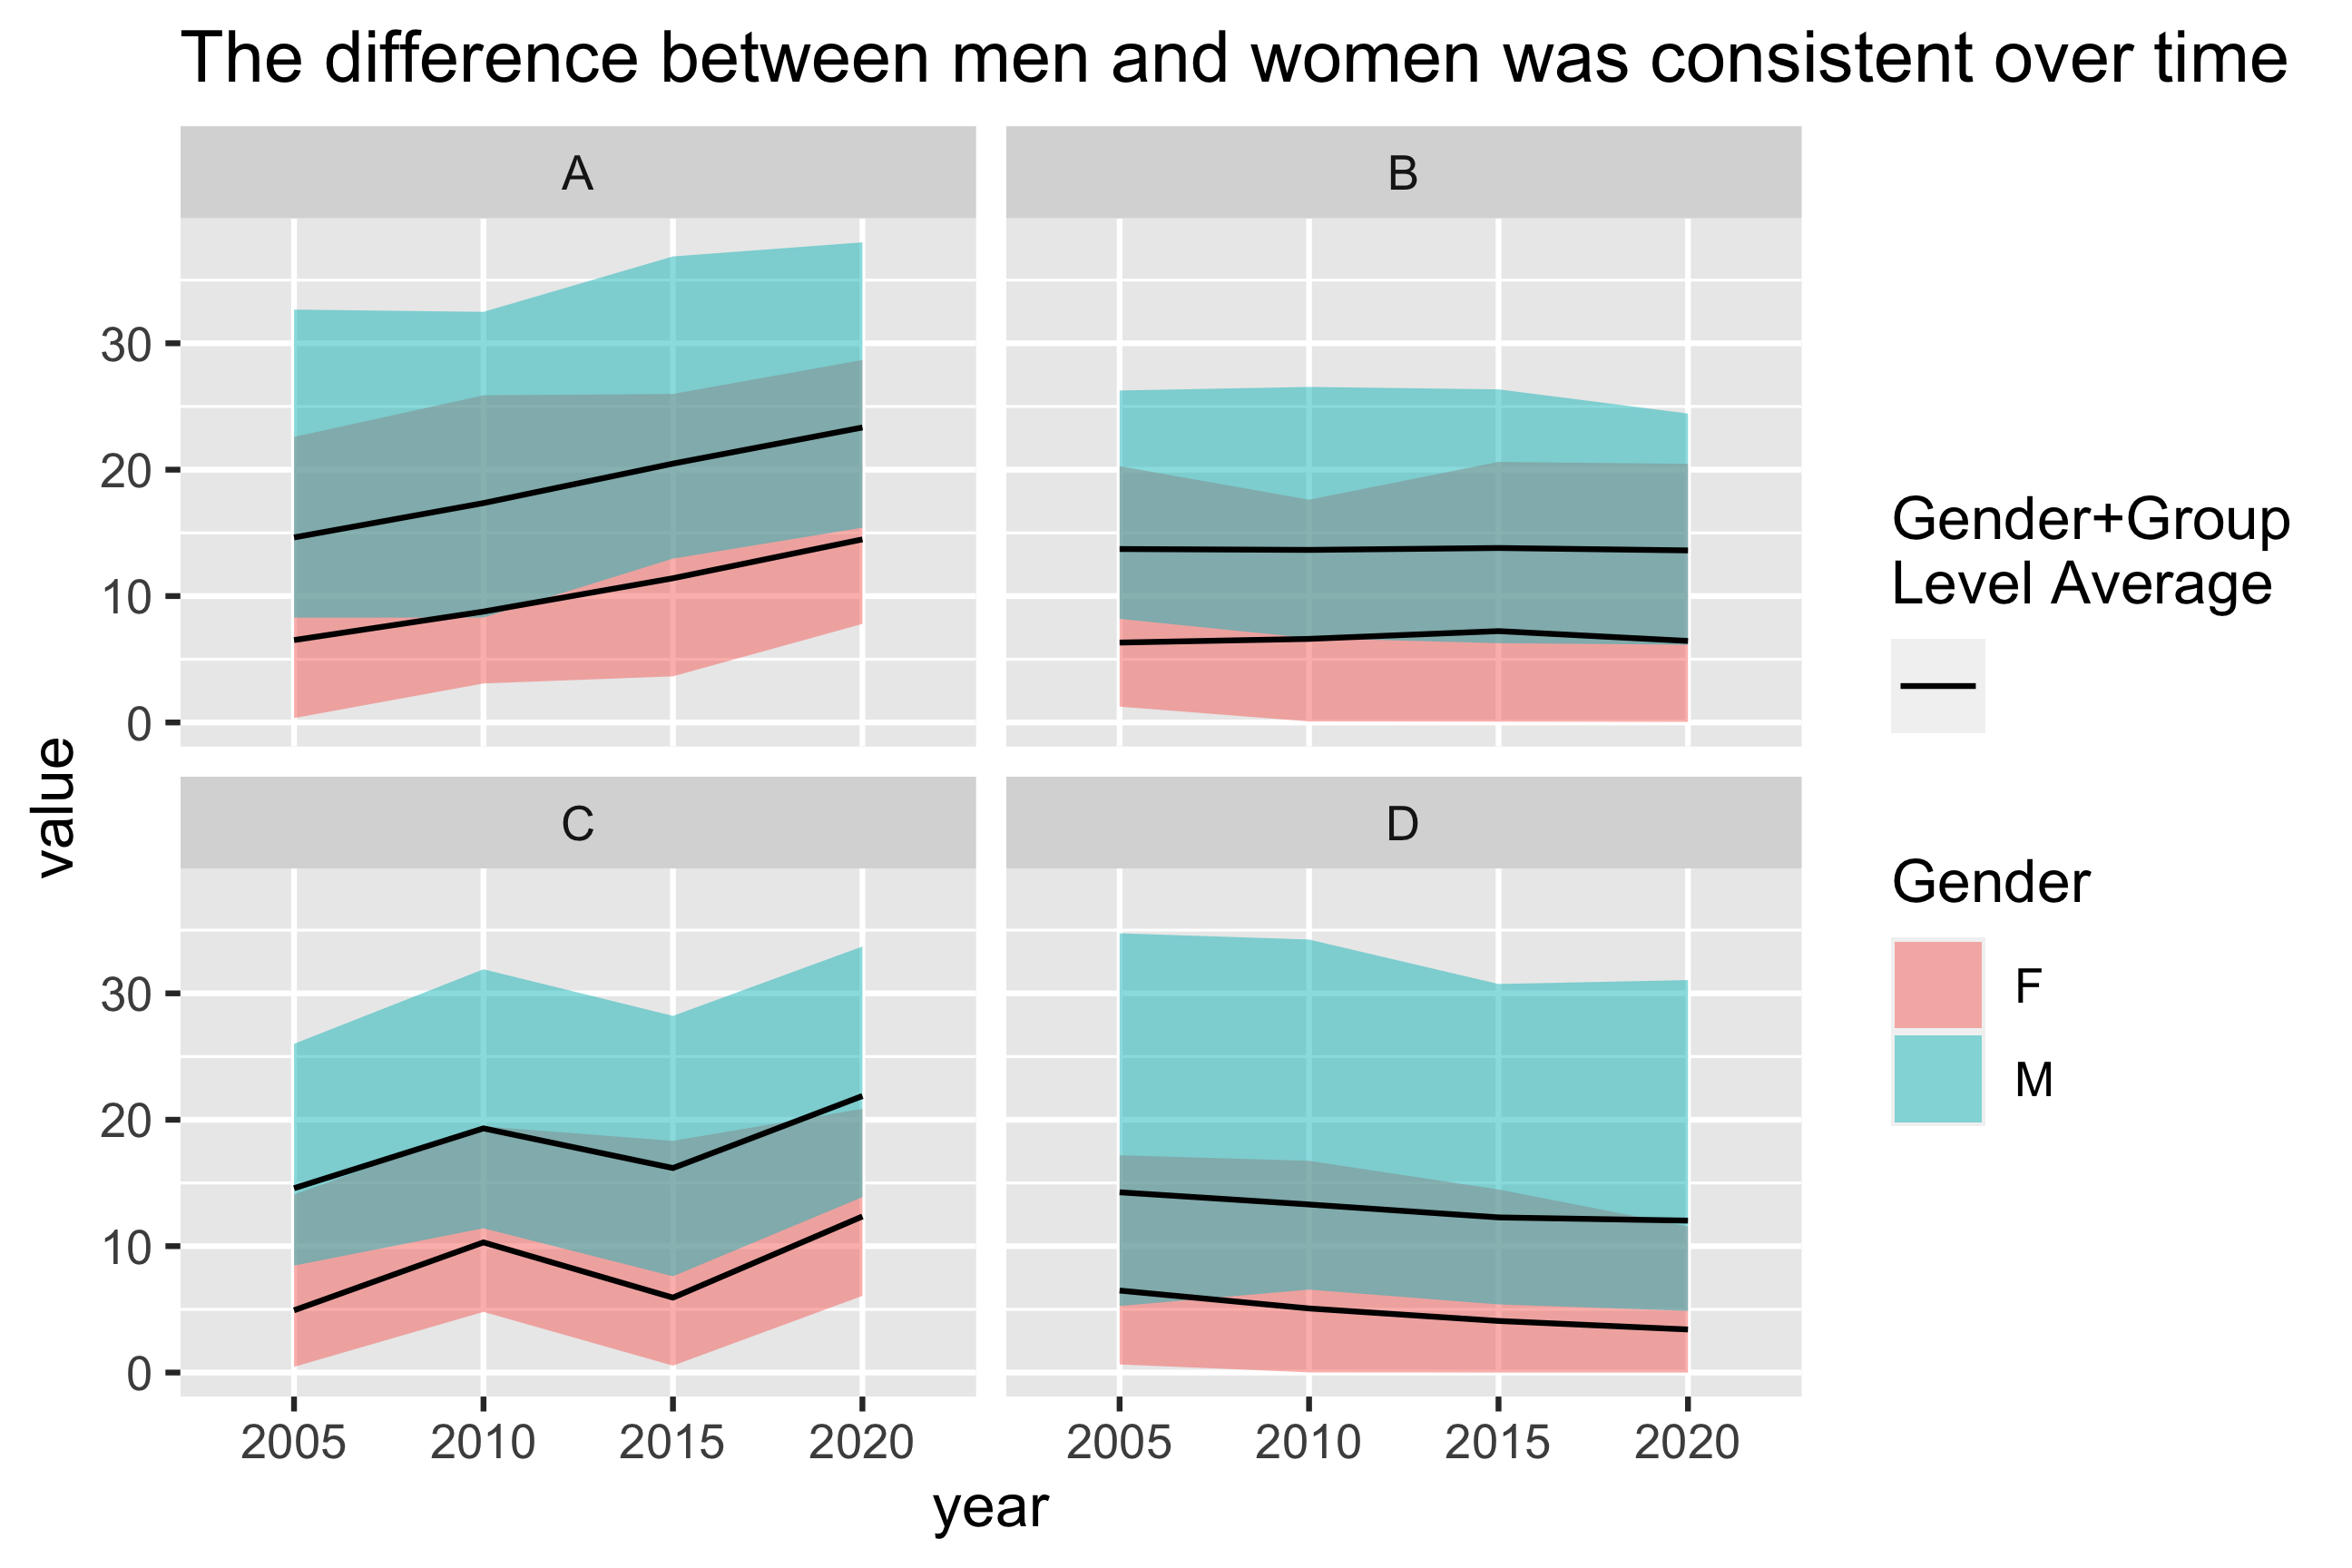 The difference between men and women was consistent over time
A
B
30
20
10
0
value
C
D
30
20
10
0
2005 2010 2015 2020
2005 2010 2015 2020
year
Gender+Group
Level Average
Gender
F
M